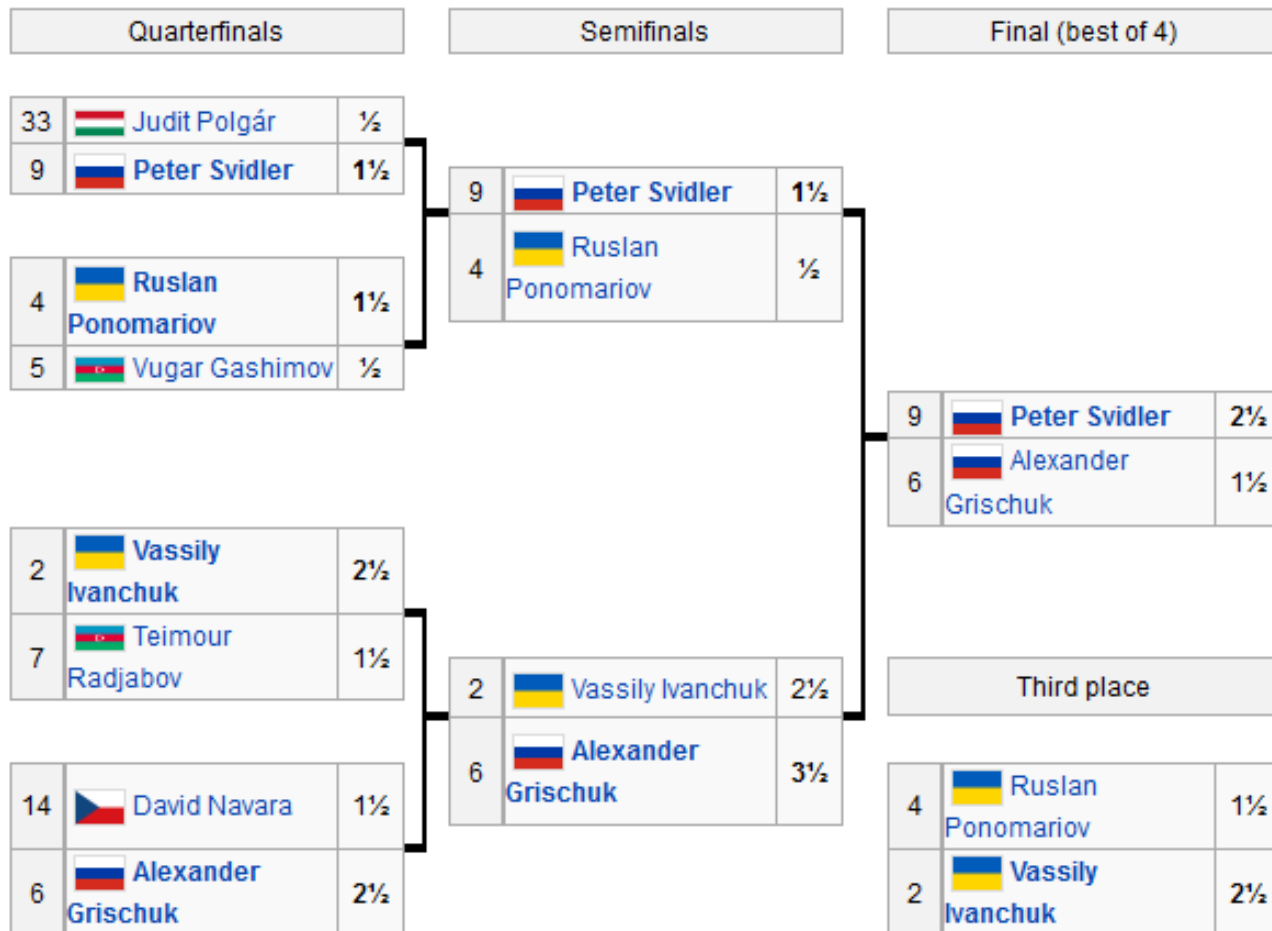 Quarterfinals
Semifinals
Final (best of 4)
33 Judit Polgár ½
9 Peter Svidler 1½
4 Ruslan
Ponomariov 1½
5 Vugar Gashimov ½
2 Vassily
Ivanchuk 2½
7 Teimour
Radjabov 1½
14 David Navara 1½
6 Alexander
Grischuk 2½
9 Peter Svidler 1½
4 Ruslan
Ponomariov ½
2 Vassily Ivanchuk 2½
6 Alexander
Grischuk 3½
9 Peter Svidler 2½
6 Alexander
Grischuk 1½
Third place
4 Ruslan
Ponomariov 1½
2 Vassily
Ivanchuk 2½